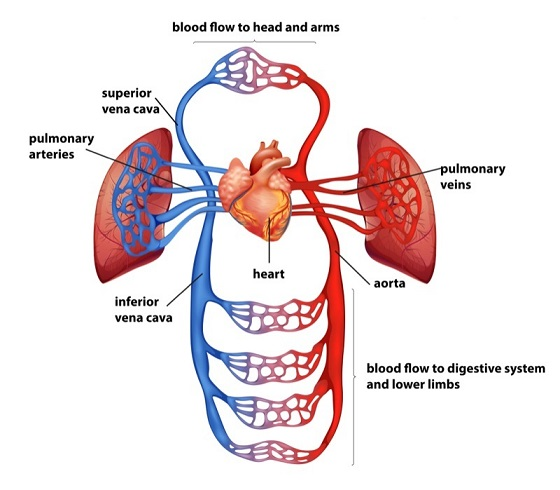 blood flow to head and arms
superior
vena cava
pulmonary
arteries
pulmonary
veins
heart
aorta
inferior
vena cava
blood flow to digestive system
and lower limbs